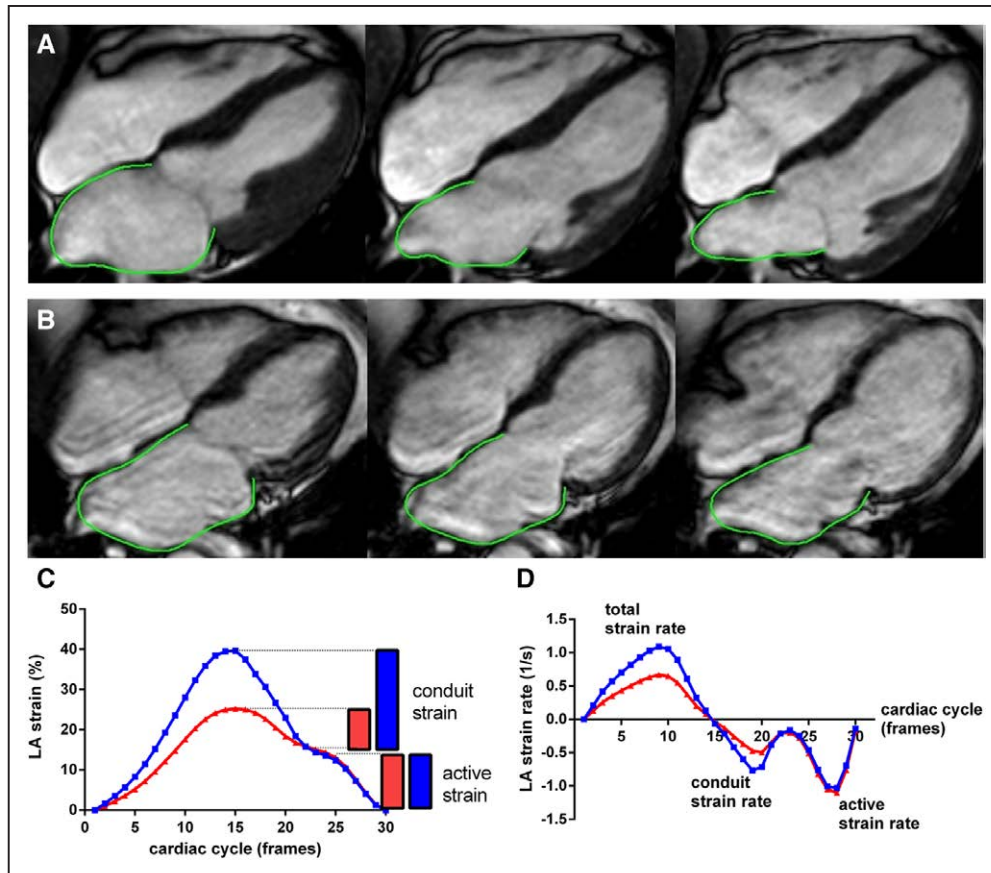 A
B
C
D
LA strain (%)
50
40
30
20
10
0
0
5
10
15
20
25
30
cardiac cycle (frames)
conduit
strain
active
strain
LA strain rate (1/s)
1.5
1.0
0.5
0.0
-0.5
-1.0
-1.5
total
strain rate
5
10
15
20
25
30
cardiac cycle
(frames)
conduit
strain rate
active
strain rate